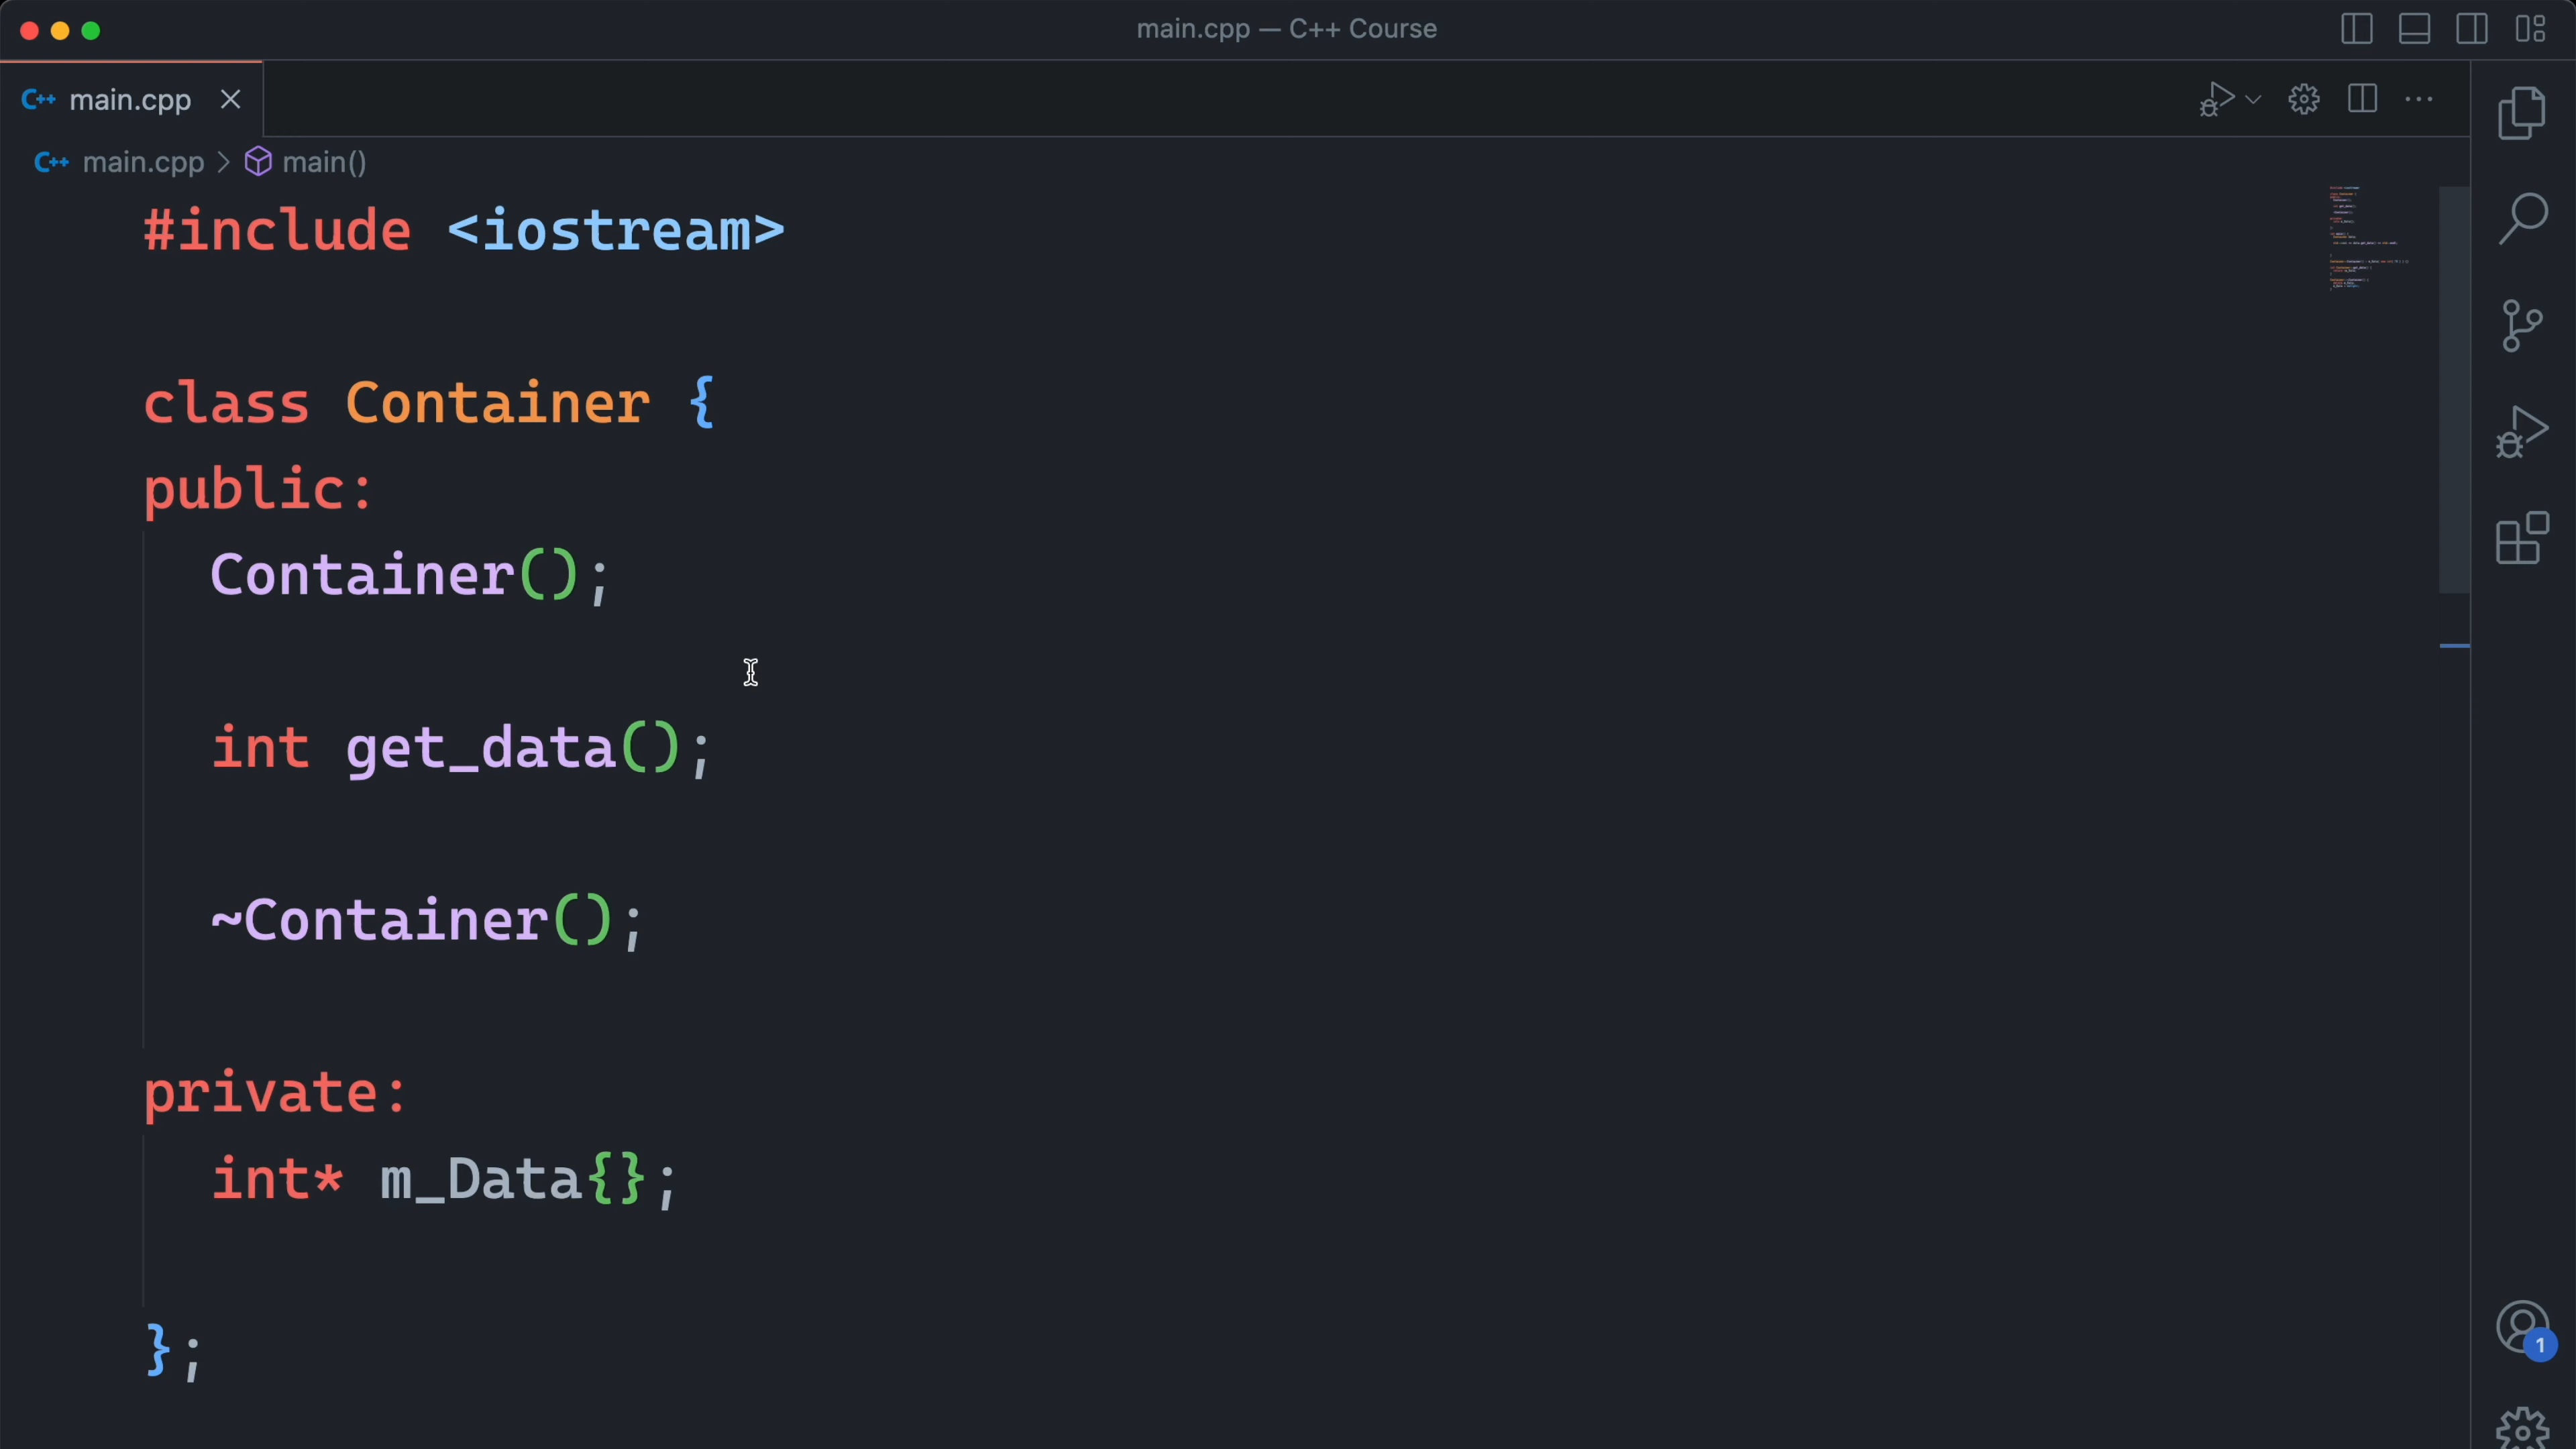 main.cpp — C++ Course
C++ main.cpp
C++ main.cpp > main()
#include <iostream>
class Container {
public:
Container();
int get_data();
~Container();
private:
int* m_Data{};
};
1